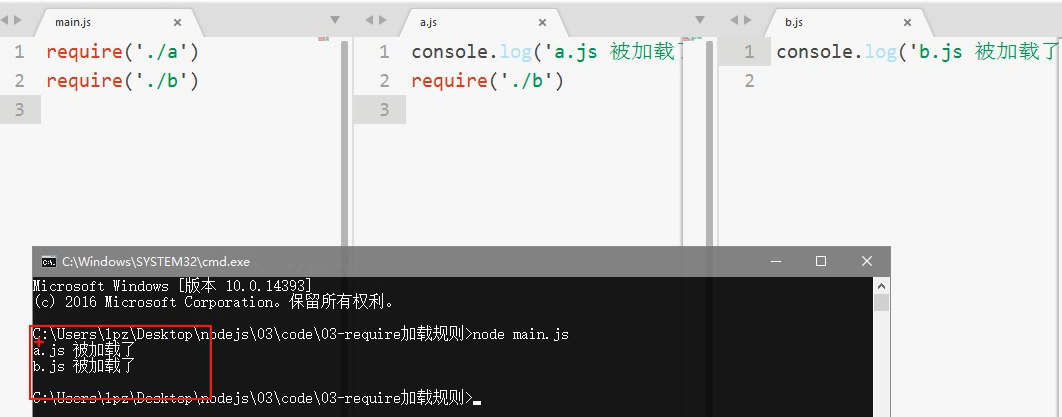 main.js
a.js
b.js
1 require('./a')
2 require('./b')
3
1 console.log('a.js 被加载了
2 require('./b')
3
1 console.log('b.js 被加载了
2
C:\Windows\SYSTEM32\cmd.exe
Microsoft Windows [版本 10.0.14393]
(c) 2016 Microsoft Corporation。保留所有权利。
C:\Users\lpz\Desktop\nodejs\03\code\03-require加载规则>node main.js
a.js 被加载了
b.js 被加载了
C:\Users\lpz\Desktop\nodejs\03\code\03-require加载规则>